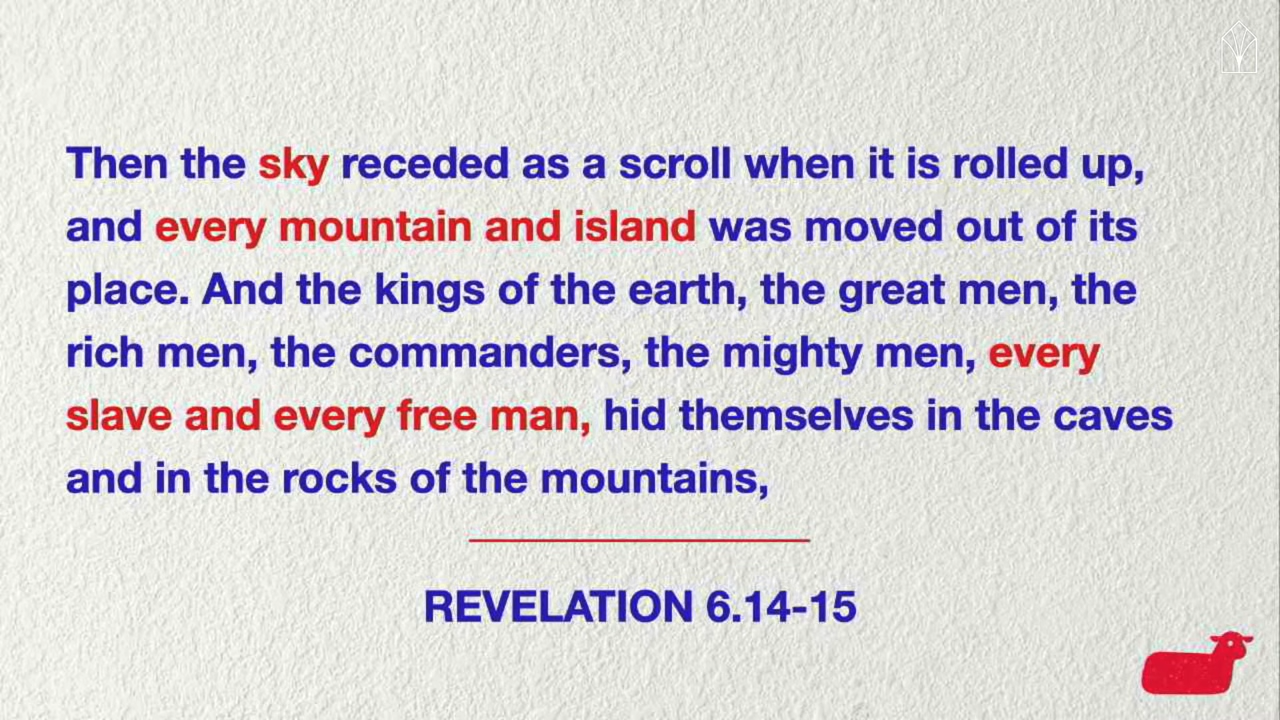 Then the sky receded as a scroll when it is rolled up,
and every mountain and island was moved out of its
place. And the kings of the earth, the great men, the
rich men, the commanders, the mighty men, every
slave and every free man, hid themselves in the caves
and in the rocks of the mountains,
REVELATION 6.14-15